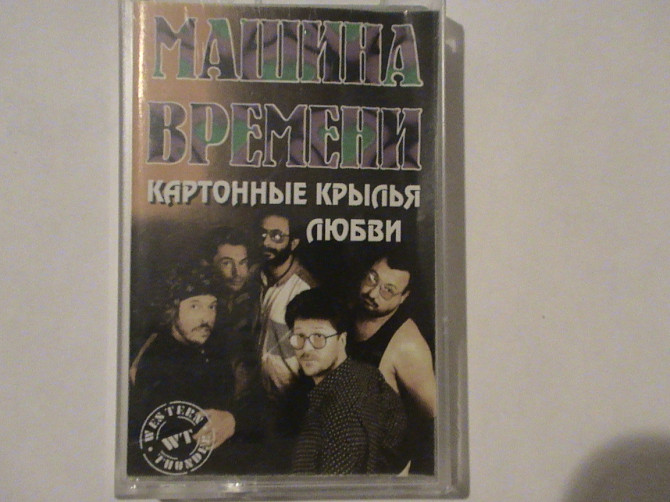 МАШИНА
ВРЕМЕНИ
КАРТОННЫЕ КРЫЛЬЯ
ЛЮБВИ
WESTERN
WT
THUNDER